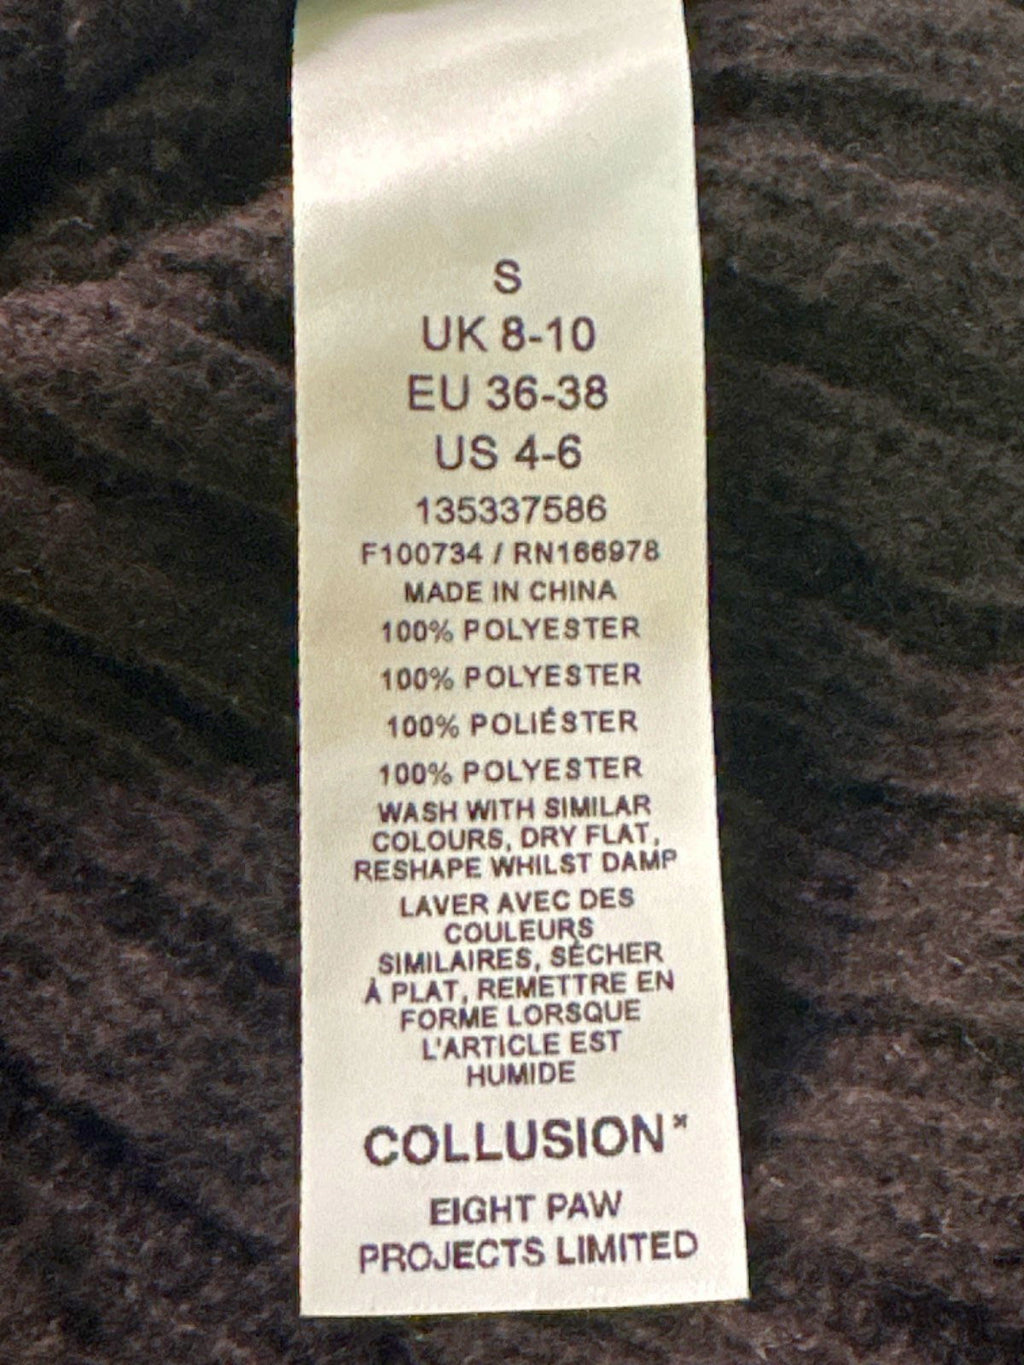 S
UK 8-10
EU 36-38
US 4-6
135337586
F100734 / RN166978
MADE IN CHINA
100% POLYESTER
100% POLYESTER
100% POLIÉSTER
100% POLYESTER
WASH WITH SIMILAR
COLOURS, DRY FLAT,
RESHAPE WHILST DAMP
LAVER AVEC DES
COULEURS
SIMILAIRES, SÉCHER
À PLAT, REMETTRE EN
FORME LORSQUE
L'ARTICLE EST
HUMIDE
COLLUSION*
EIGHT PAW
PROJECTS LIMITED